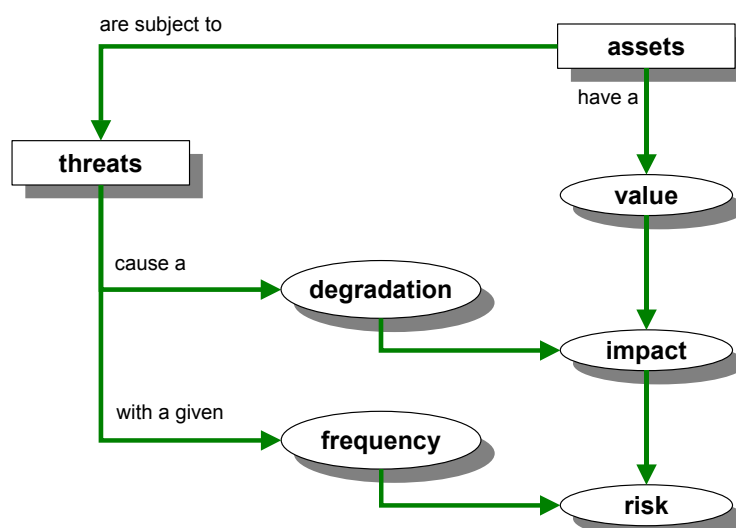 are subject to
assets
have a
threats
value
cause a
degradation
impact
with a given
frequency
risk